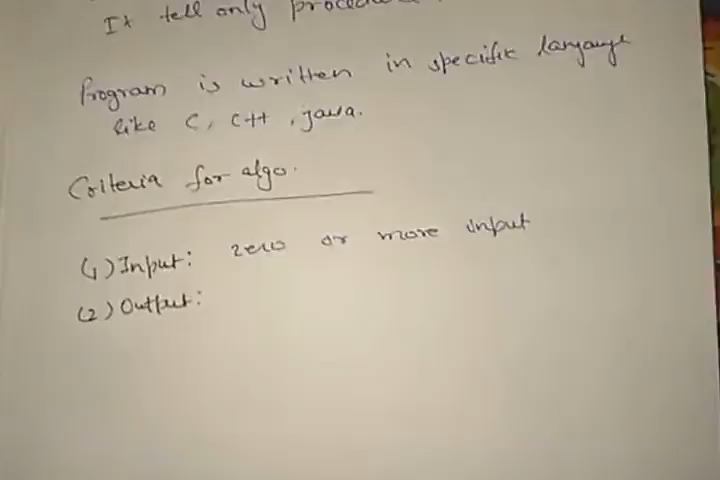 It tell only
Program is written in specific language
like C, C++, java.
Criteria for algo.
(1) Input: zero or more input
(2) Output: